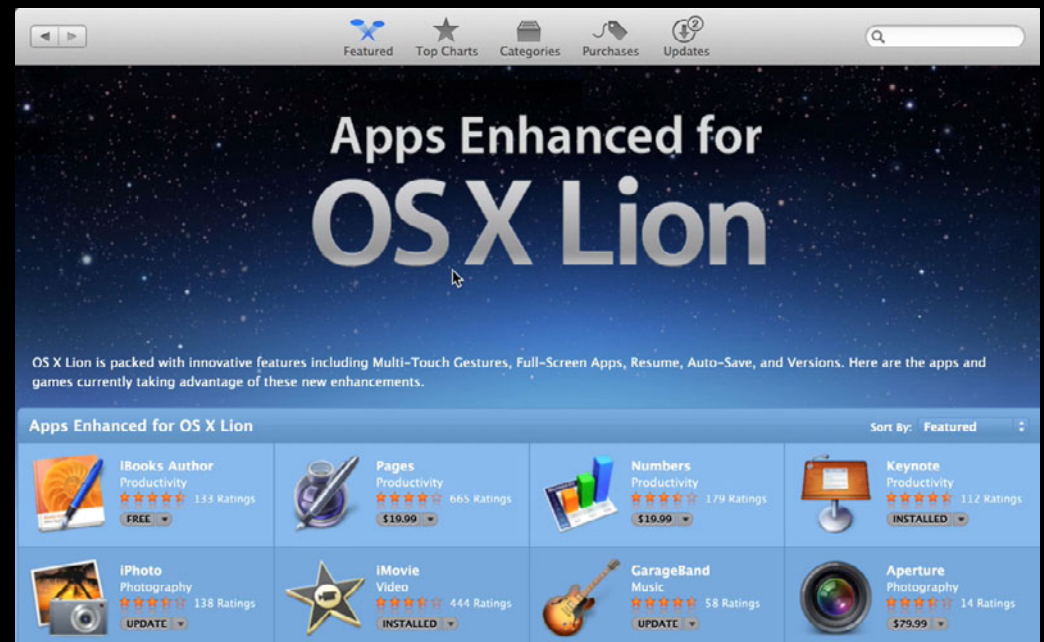 2
Featured
Top Charts
Categories
Purchases
Updates
Apps Enhanced for
OS X Lion
OS X Lion is packed with innovative features including Multi-Touch Gestures, Full-Screen Apps, Resume, Auto-Save, and Versions. Here are the apps and
games currently taking advantage of these new enhancements.
Apps Enhanced for OS X Lion
Sort By: Featured
iBooks Author
Productivity
133 Ratings
FREE
Pages
Productivity
665 Ratings
$19.99
Numbers
Productivity
179 Ratings
$19.99
Keynote
Productivity
112 Ratings
INSTALLED
iPhoto
Photography
138 Ratings
UPDATE
iMovie
Video
444 Ratings
INSTALLED
GarageBand
Music
58 Ratings
UPDATE
Aperture
Photography
14 Ratings
$79.99